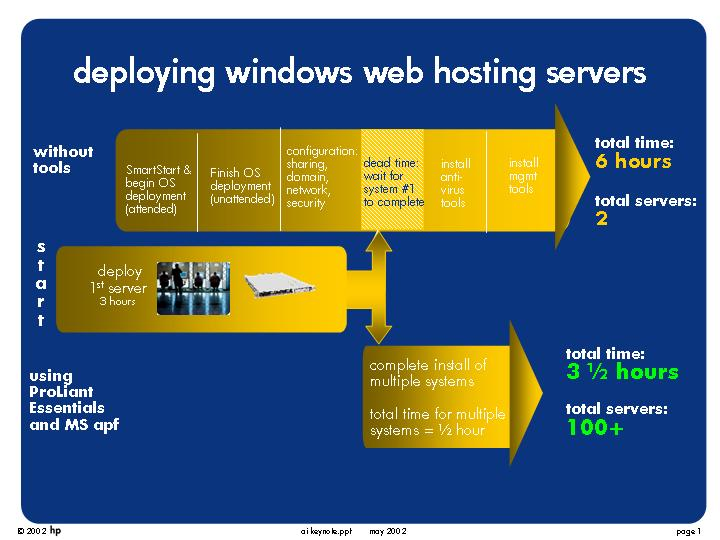 deploying windows web hosting servers
without
tools
SmartStart &
begin OS
deployment
(attended)
Finish OS
deployment
(unattended)
configuration:
sharing,
domain,
network,
security
dead time:
wait for
system #1
to complete
install
anti-
virus
tools
install
mgmt
tools
total time:
6 hours
total servers:
2
s
t
a
r
t
deploy
1st server
3 hours
using
ProLiant
Essentials
and MS apf
complete install of
multiple systems
total time for multiple
systems = ½ hour
total time:
3 ½ hours
total servers:
100+
© 2002 hp
ai keynote.ppt may 2002
page 1